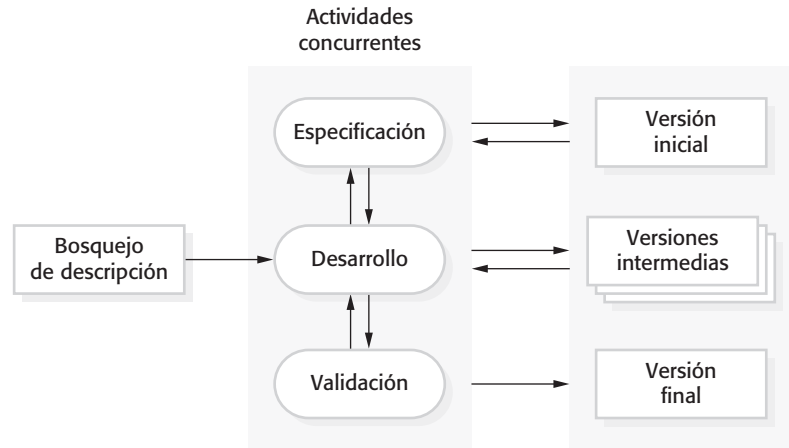 Actividades
concurrentes
Especificación
Versión
inicial
Bosquejo
de descripción
Desarrollo
Versiones
intermedias
Validación
Versión
final